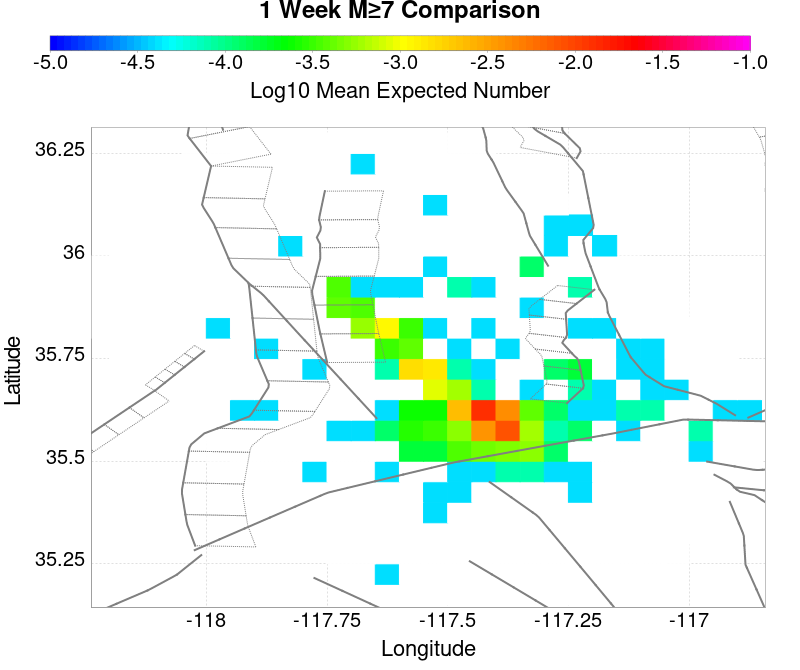 1 Week M≥7 Comparison
-5.0 -4.5 -4.0 -3.5 -3.0 -2.5 -2.0 -1.5 -1.0
Log10 Mean Expected Number
36.25
36
35.75
35.5
35.25
Latitude
-118 -117.75 -117.5 -117.25 -117
Longitude